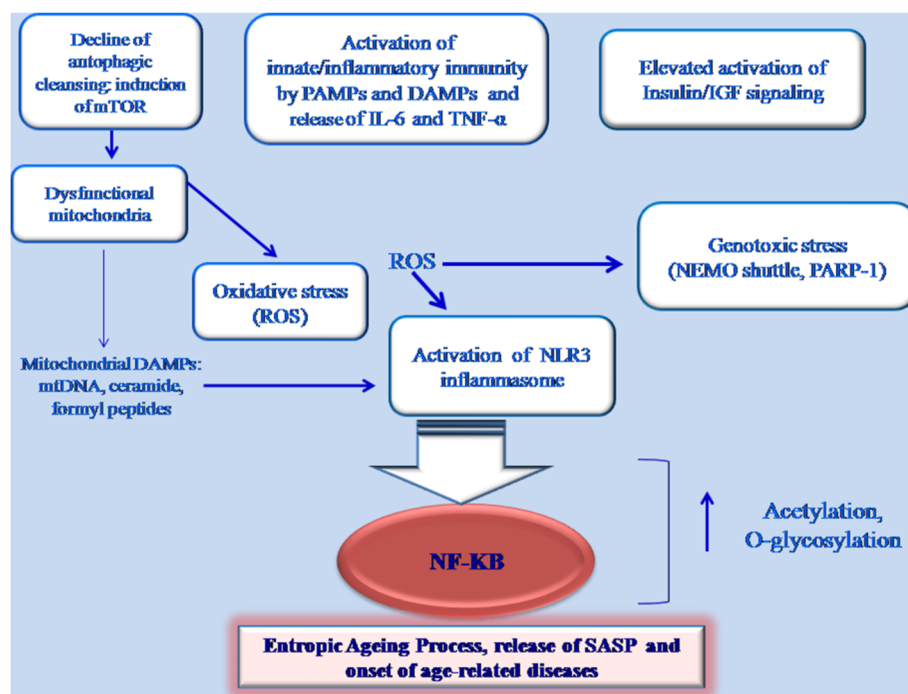 Decline of
autophagic
cleansing: induction
of mTOR
Activation of
innate/inflammatory immunity
by PAMPs and DAMPs and
release of IL-6 and TNF-α
Elevated activation of
Insulin/IGF signaling
Dysfunctional
mitochondria
Oxidative stress
(ROS)
ROS
Genotoxic stress
(NEMO shuttle, PARP-1)
Mitochondrial DAMPs:
mtDNA, ceramide,
formyl peptides
Activation of NLR3
inflammasome
NF-KB
Acetylation,
O-glycosylation
Entropic Ageing Process, release of SASP and
onset of age-related diseases